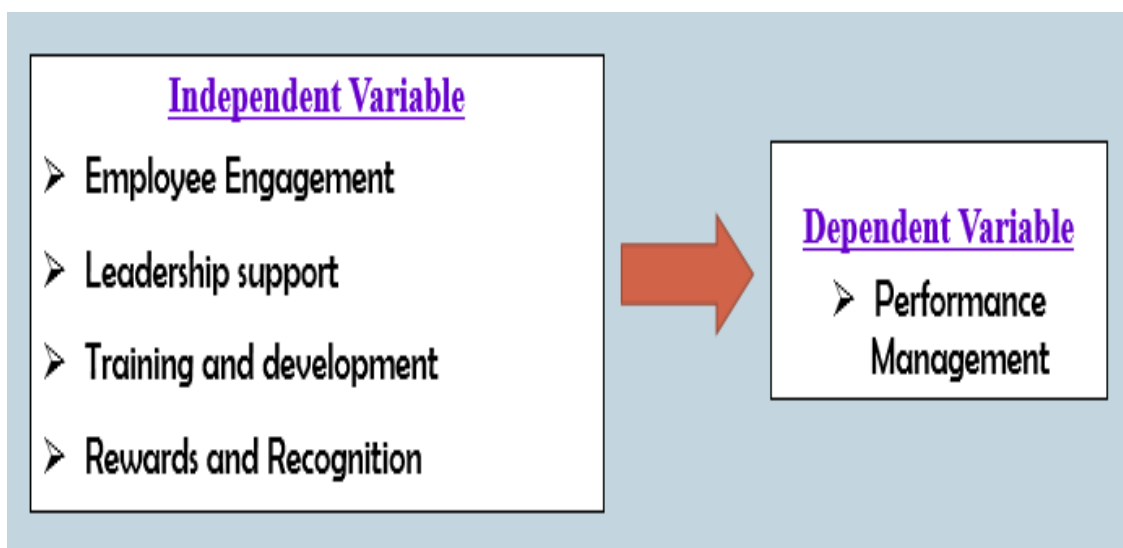 Independent Variable
➢ Employee Engagement
➢ Leadership support
➢ Training and development
➢ Rewards and Recognition
Dependent Variable
➢ Performance
Management